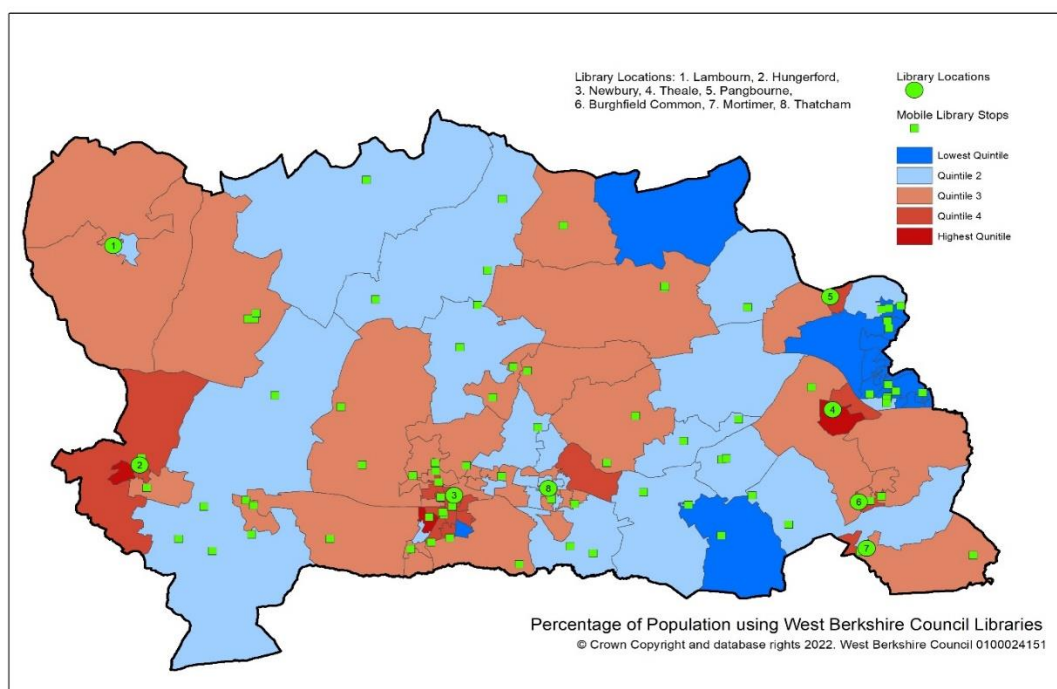 Library Locations: 1. Lambourn, 2. Hungerford,
3. Newbury, 4. Theale, 5. Pangbourne,
6. Burghfield Common, 7. Mortimer, 8. Thatcham
Library Locations
Mobile Library Stops
Lowest Quintile
Quintile 2
Quintile 3
Quintile 4
Highest Qunitile
1
5
4
2
3
8
6
7
Percentage of Population using West Berkshire Council Libraries
© Crown Copyright and database rights 2022. West Berkshire Council 0100024151